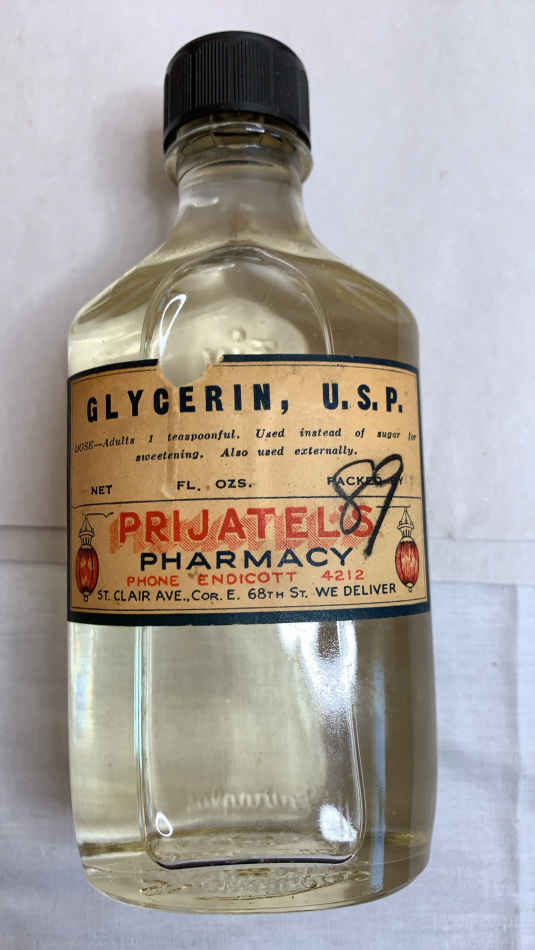 GLYCERIN, U.S.P.
DOSE—Adults 1 teaspoonful. Used instead of sugar for
sweetening. Also used externally.
NET FL. OZS. PACKED BY
89
PRIJATEL'S
PHARMACY
PHONE ENDICOTT 4212
ST. CLAIR AVE., COR. E. 68TH ST. WE DELIVER